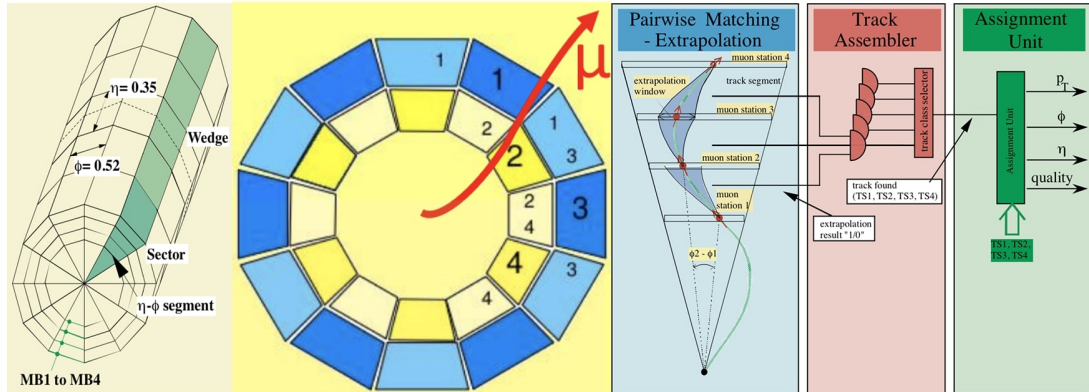 η= 0.35
Wedge
ϕ= 0.52
Sector
η-ϕ segment
MB1 to MB4
μ
1
1
1
2
2
3
2
4
3
4
3
4
Pairwise Matching
- Extrapolation
muon station 4
extrapolation
window
track segment
muon station 3
muon station 2
muon
station 1
ϕ2 - ϕ1
Track
Assembler
track class selector
track found
(TS1, TS2, TS3, TS4)
extrapolation
result "1/0"
Assignment
Unit
Assignment Unit
pT
ϕ
η
quality
TS1, TS2,
TS3, TS4